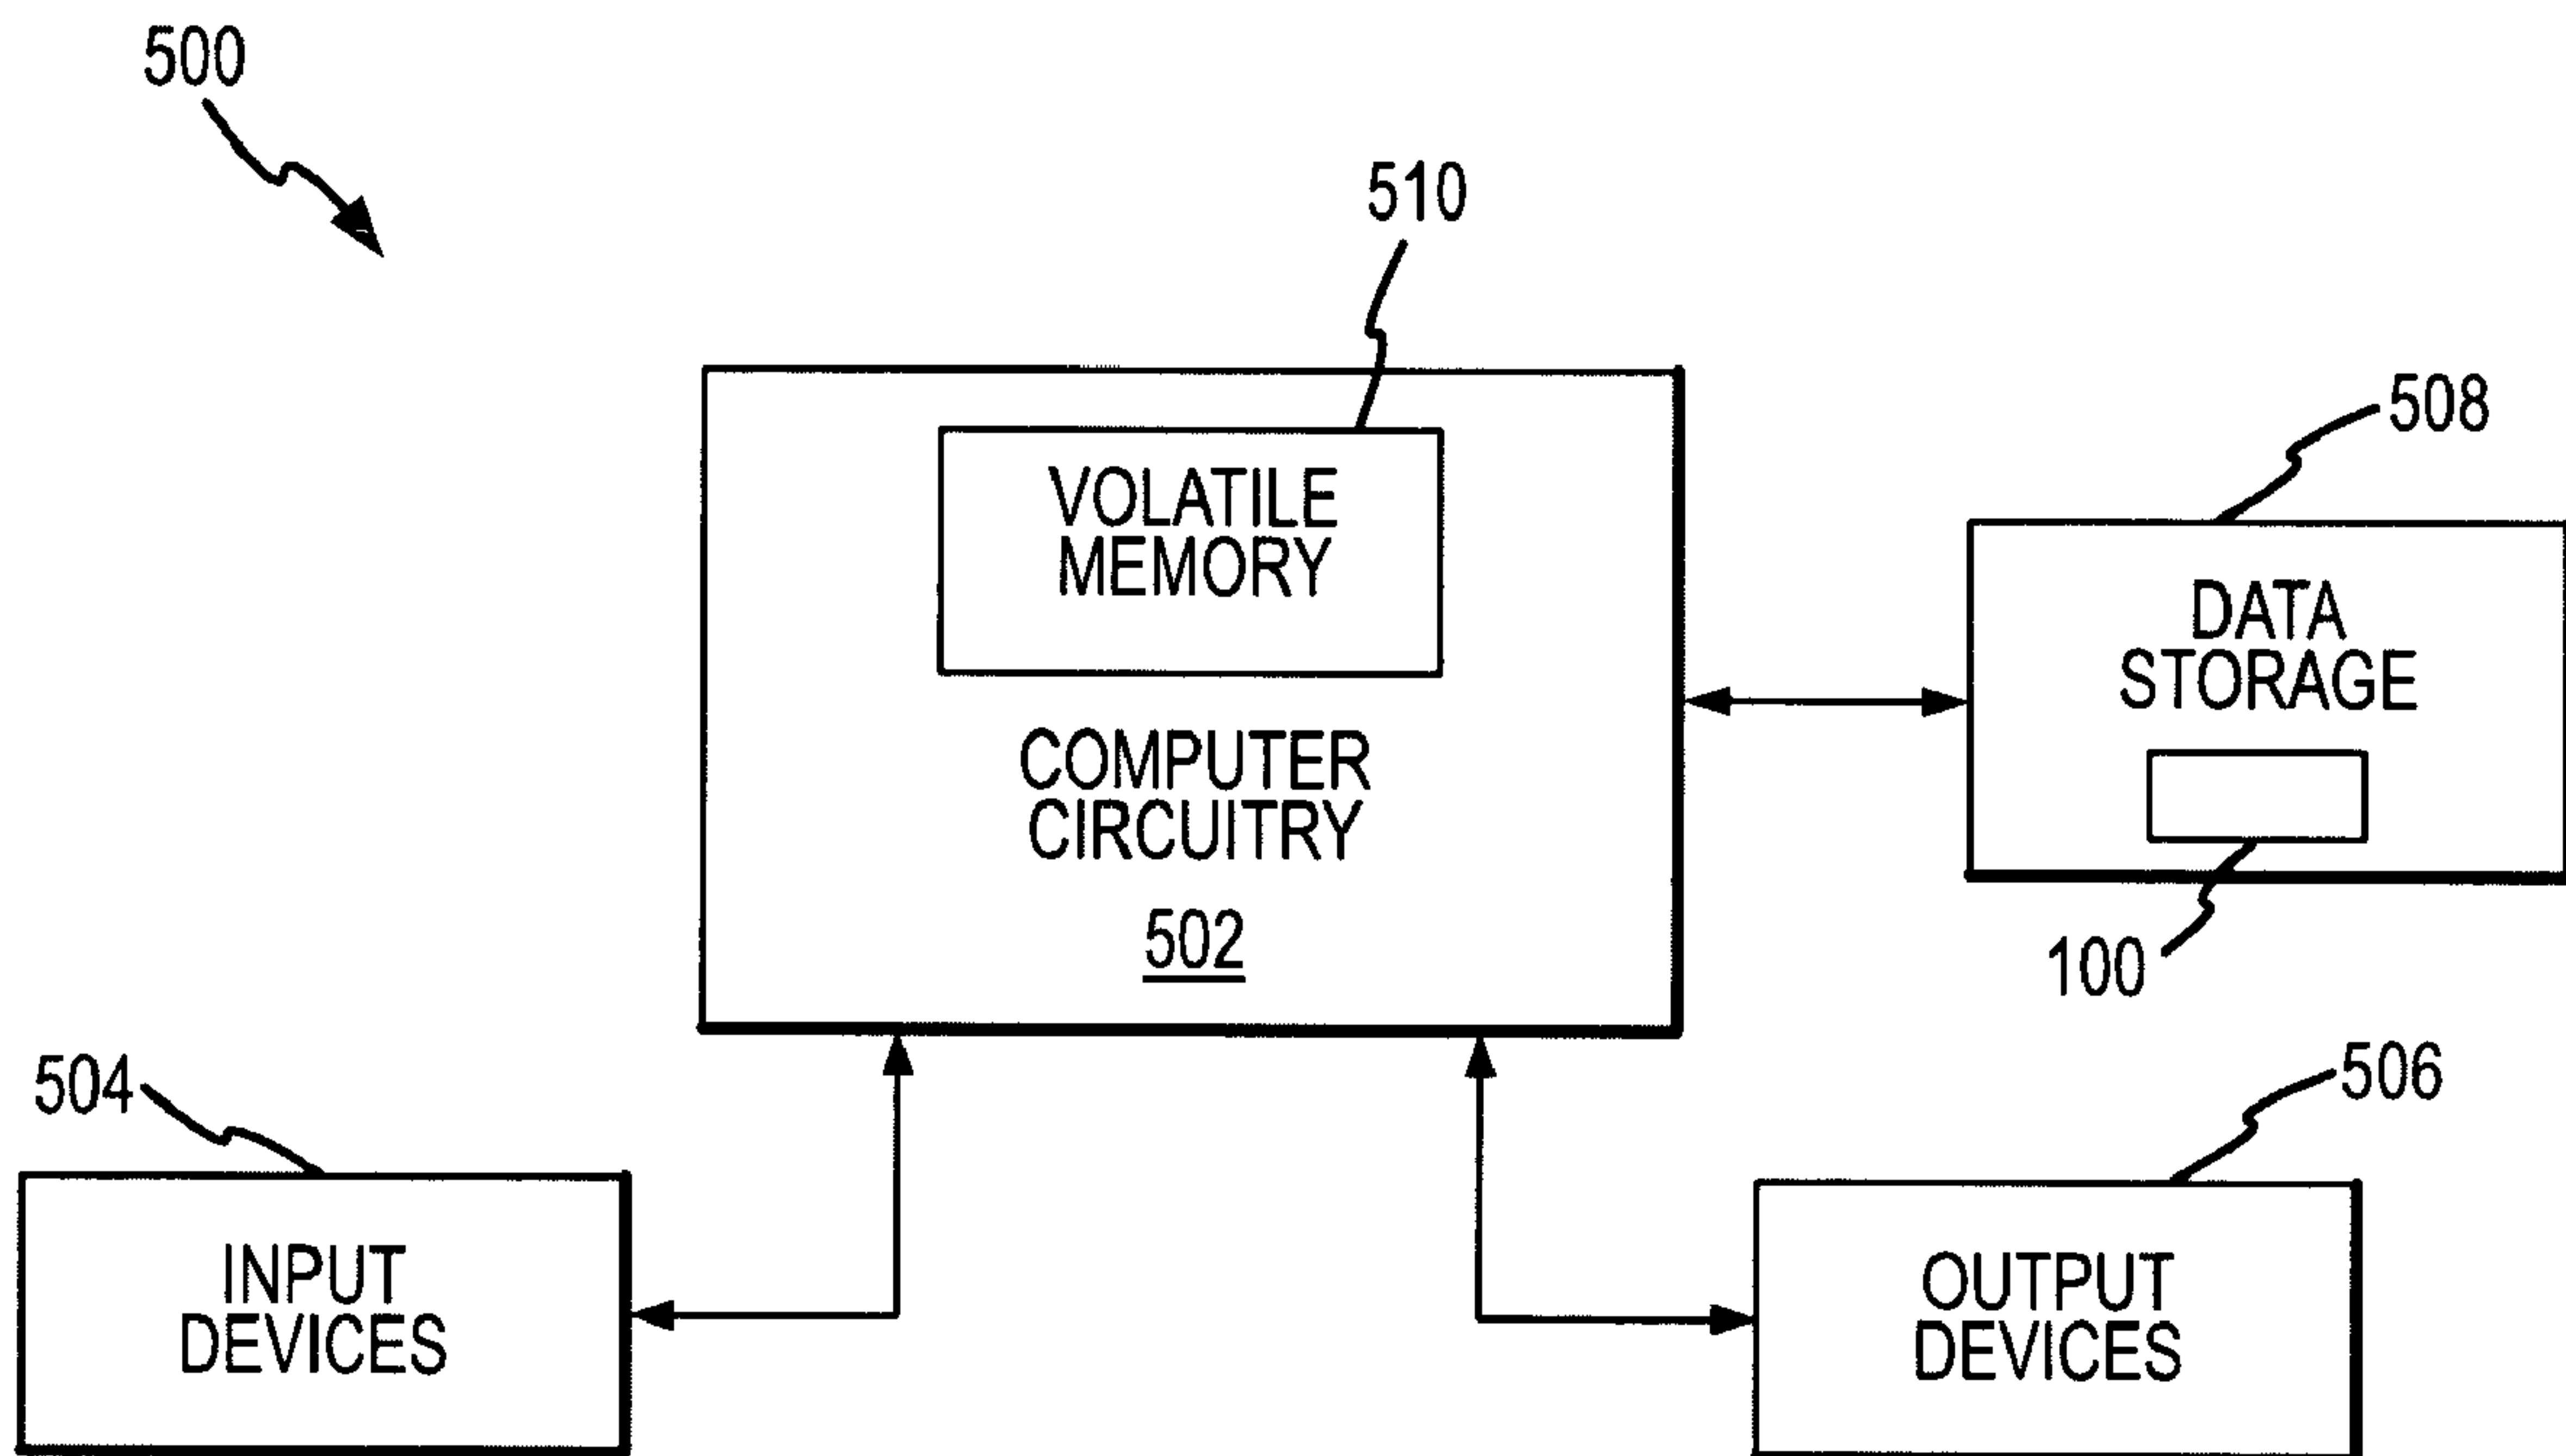 500
510
VOLATILE
MEMORY
508
DATA
STORAGE
COMPUTER
CIRCUITRY
502
100
504
506
INPUT
DEVICES
OUTPUT
DEVICES